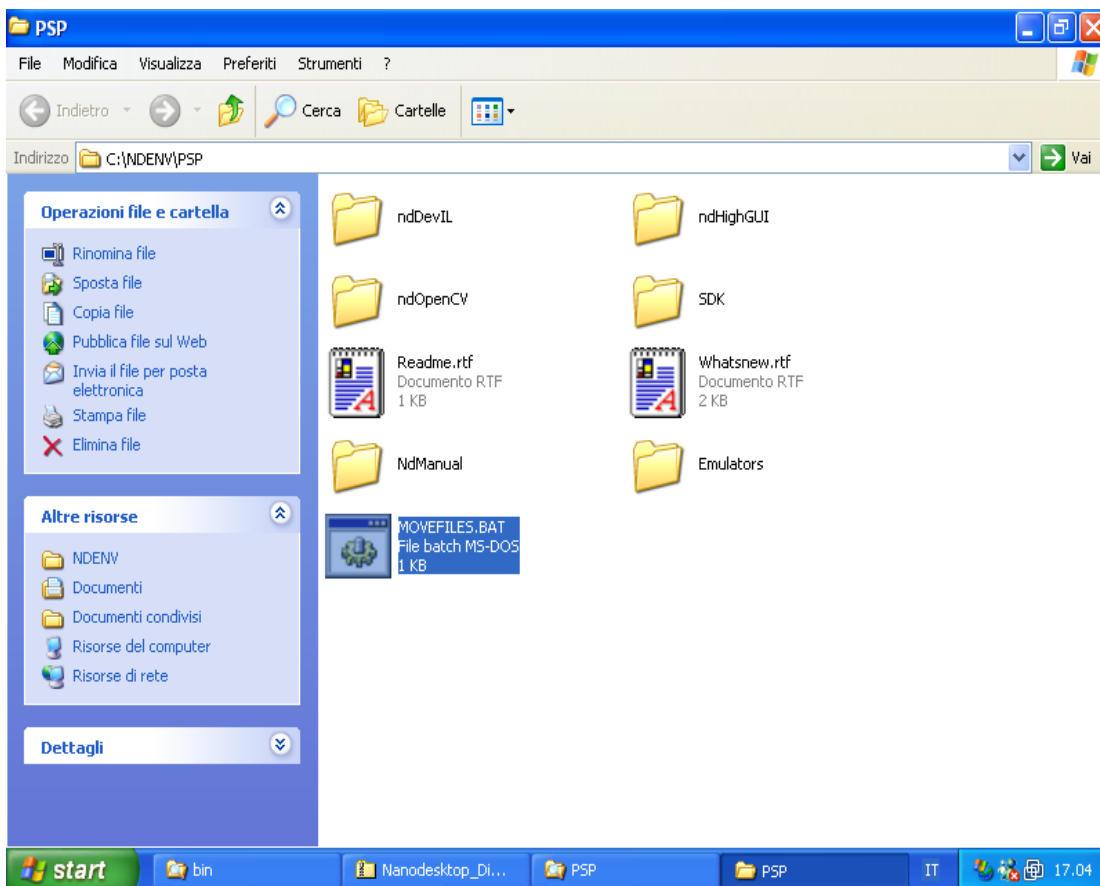 PSP
File Modifica Visualizza Preferiti Strumenti ?
Indietro Cerca Cartelle
Indirizzo C:\NDENV\PSP Vai
Operazioni file e cartella
Rinomina file
Sposta file
Copia file
Pubblica file sul Web
Invia il file per posta
elettronica
Stampa file
Elimina file
Altre risorse
NDENV
Documenti
Documenti condivisi
Risorse del computer
Risorse di rete
Dettagli
ndDevIL
ndHighGUI
ndOpenCV
SDK
Readme.rtf
Documento RTF
1 KB
Whatsnew.rtf
Documento RTF
2 KB
NdManual
Emulators
MOVEFILES.BAT
File batch MS-DOS
1 KB
start bin Nanodesktop_Di... PSP PSP IT 17.04